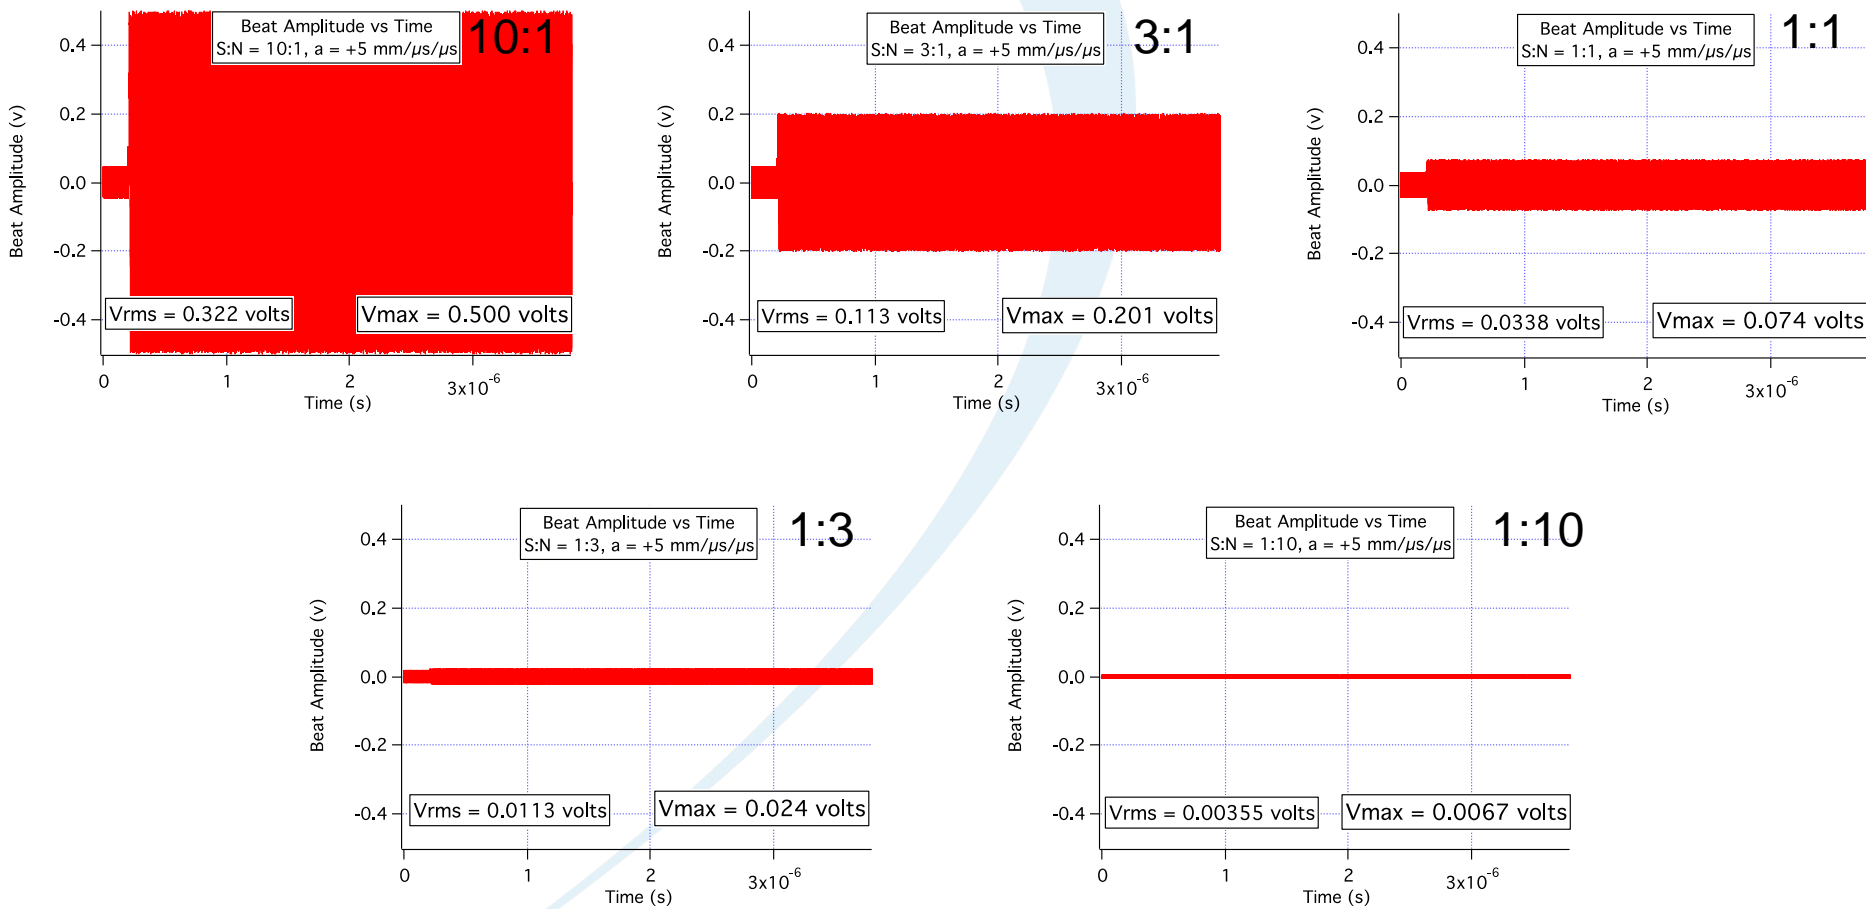 Beat Amplitude vs Time
S:N = 10:1, a = +5 mm/µs/µs
10:1
Beat Amplitude (v)
0.4
0.2
0.0
-0.2
-0.4
Vrms = 0.322 volts
Vmax = 0.500 volts
0 1 2 3x10⁻⁶
Time (s)
Beat Amplitude vs Time
S:N = 3:1, a = +5 mm/µs/µs
3:1
Beat Amplitude (v)
0.4
0.2
0.0
-0.2
-0.4
Vrms = 0.113 volts
Vmax = 0.201 volts
0 1 2 3x10⁻⁶
Time (s)
Beat Amplitude vs Time
S:N = 1:1, a = +5 mm/µs/µs
1:1
Beat Amplitude (v)
0.4
0.2
0.0
-0.2
-0.4
Vrms = 0.0338 volts
Vmax = 0.074 volts
0 1 2 3x10⁻⁶
Time (s)
Beat Amplitude vs Time
S:N = 1:3, a = +5 mm/µs/µs
1:3
Beat Amplitude (v)
0.4
0.2
0.0
-0.2
-0.4
Vrms = 0.0113 volts
Vmax = 0.024 volts
0 1 2 3x10⁻⁶
Time (s)
Beat Amplitude vs Time
S:N = 1:10, a = +5 mm/µs/µs
1:10
Beat Amplitude (v)
0.4
0.2
0.0
-0.2
-0.4
Vrms = 0.00355 volts
Vmax = 0.0067 volts
0 1 2 3x10⁻⁶
Time (s)